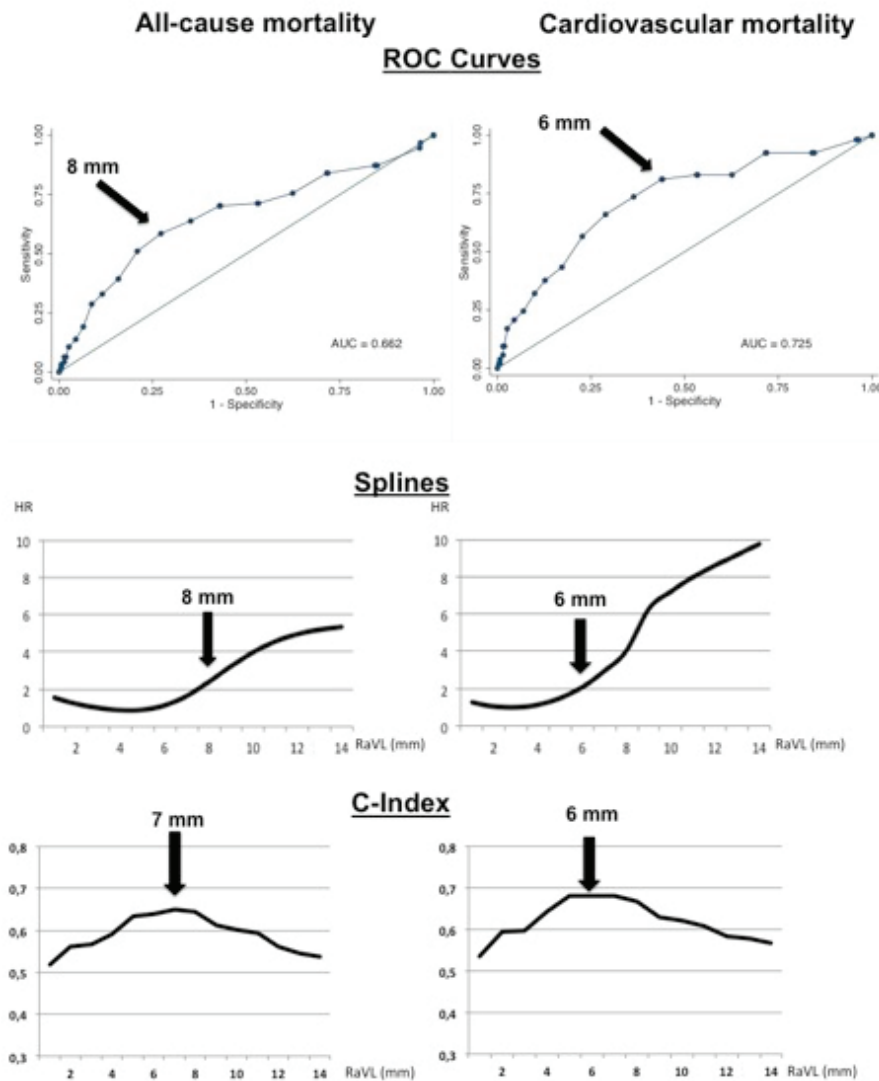 All-cause mortality Cardiovascular mortality
ROC Curves
8 mm
Sensitivity
1.00
0.75
0.50
0.25
0.00
AUC = 0.662
0.00 0.25 0.50 0.75 1.00
1 - Specificity
6 mm
Sensitivity
1.00
0.75
0.50
0.25
0.00
AUC = 0.725
0.00 0.25 0.50 0.75 1.00
1 - Specificity
Splines
HR
10
8
6
4
2
0
8 mm
2 4 6 8 10 12 14 RaVL (mm)
HR
10
8
6
4
2
0
6 mm
2 4 6 8 10 12 14 RaVL (mm)
C-Index
7 mm
0,8
0,7
0,6
0,5
0,4
0,3
2 4 6 8 10 12 14 RaVL (mm)
6 mm
0,8
0,7
0,6
0,5
0,4
0,3
2 4 6 8 10 12 14 RaVL (mm)